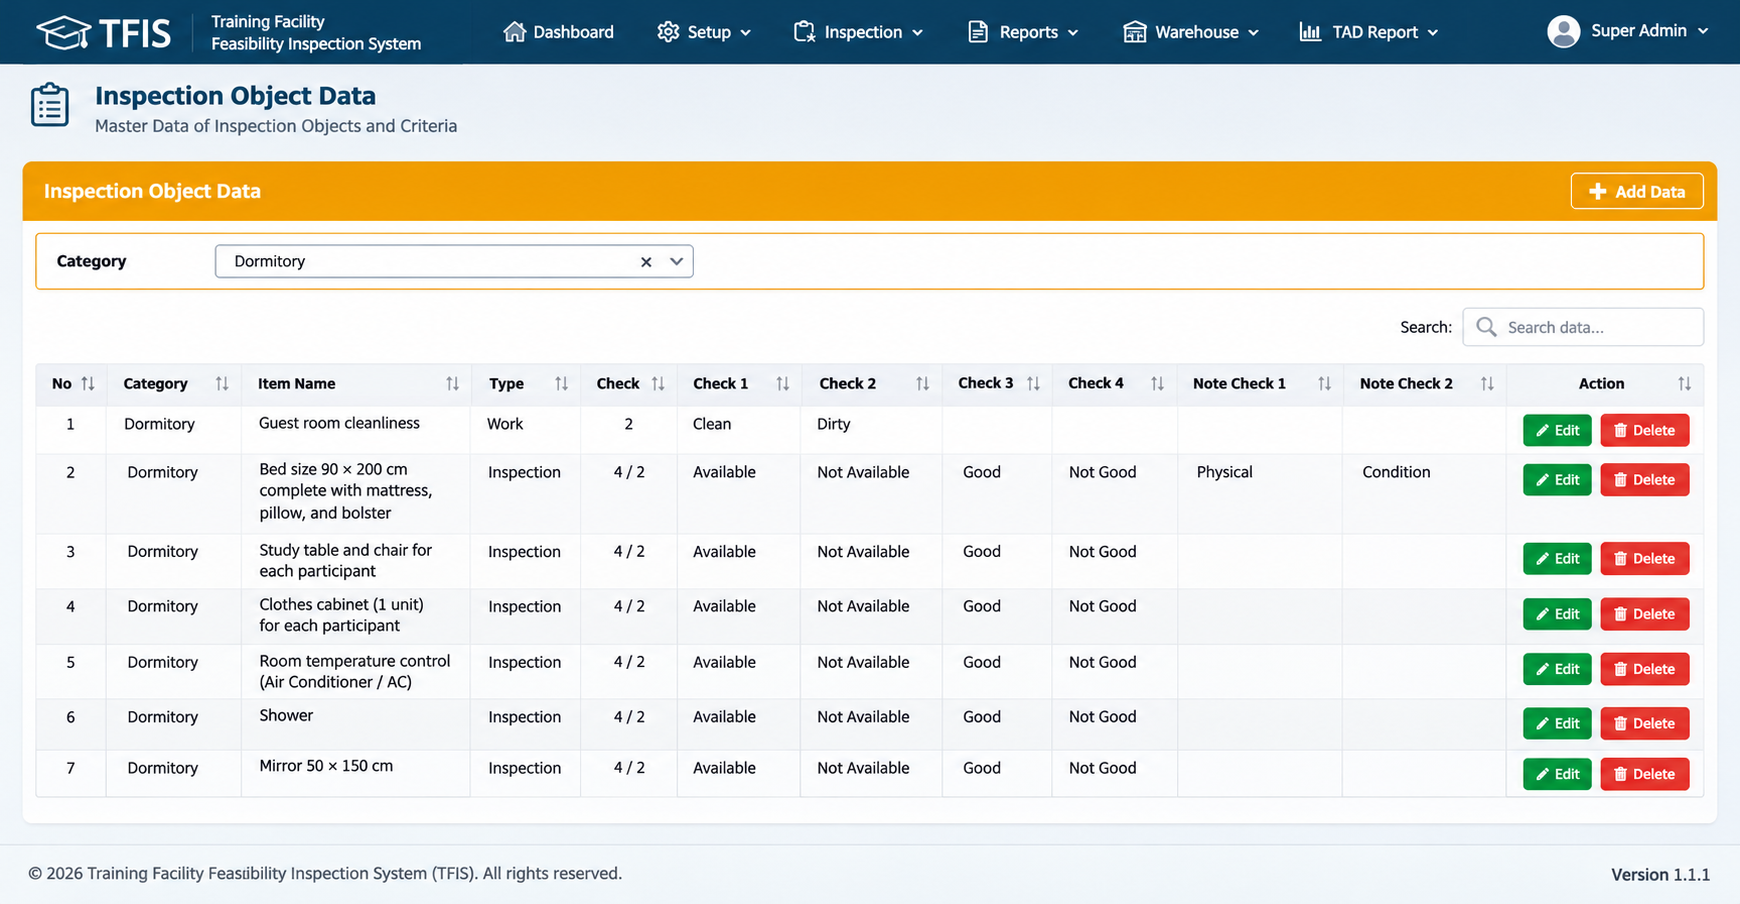 TFIS
Training Facility
Feasibility Inspection System
Dashboard
Setup
Inspection
Reports
Warehouse
TAD Report
Super Admin
Inspection Object Data
Master Data of Inspection Objects and Criteria
Inspection Object Data
Add Data
Category
Dormitory
Search:
Search data...
No Category Item Name Type Check Check 1 Check 2 Check 3 Check 4 Note Check 1 Note Check 2 Action
1 Dormitory Guest room cleanliness Work 2 Clean Dirty Edit Delete
2 Dormitory Bed size 90 × 200 cm Inspection 4 / 2 Available Not Available Good Not Good Physical Condition Edit Delete
complete with mattress,
pillow, and bolster
3 Dormitory Study table and chair for Inspection 4 / 2 Available Not Available Good Not Good Edit Delete
each participant
4 Dormitory Clothes cabinet (1 unit) Inspection 4 / 2 Available Not Available Good Not Good Edit Delete
for each participant
5 Dormitory Room temperature control Inspection 4 / 2 Available Not Available Good Not Good Edit Delete
(Air Conditioner / AC)
6 Dormitory Shower Inspection 4 / 2 Available Not Available Good Not Good Edit Delete
7 Dormitory Mirror 50 × 150 cm Inspection 4 / 2 Available Not Available Good Not Good Edit Delete
© 2026 Training Facility Feasibility Inspection System (TFIS). All rights reserved.
Version 1.1.1